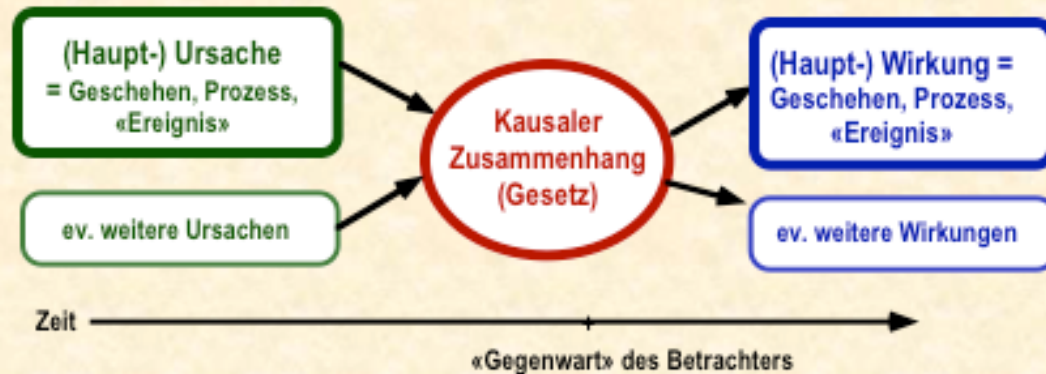 (Haupt-) Ursache
= Geschehen, Prozess,
«Ereignis»
ev. weitere Ursachen
Kausaler
Zusammenhang
(Gesetz)
(Haupt-) Wirkung =
Geschehen, Prozess,
«Ereignis»
ev. weitere Wirkungen
Zeit
«Gegenwart» des Betrachters